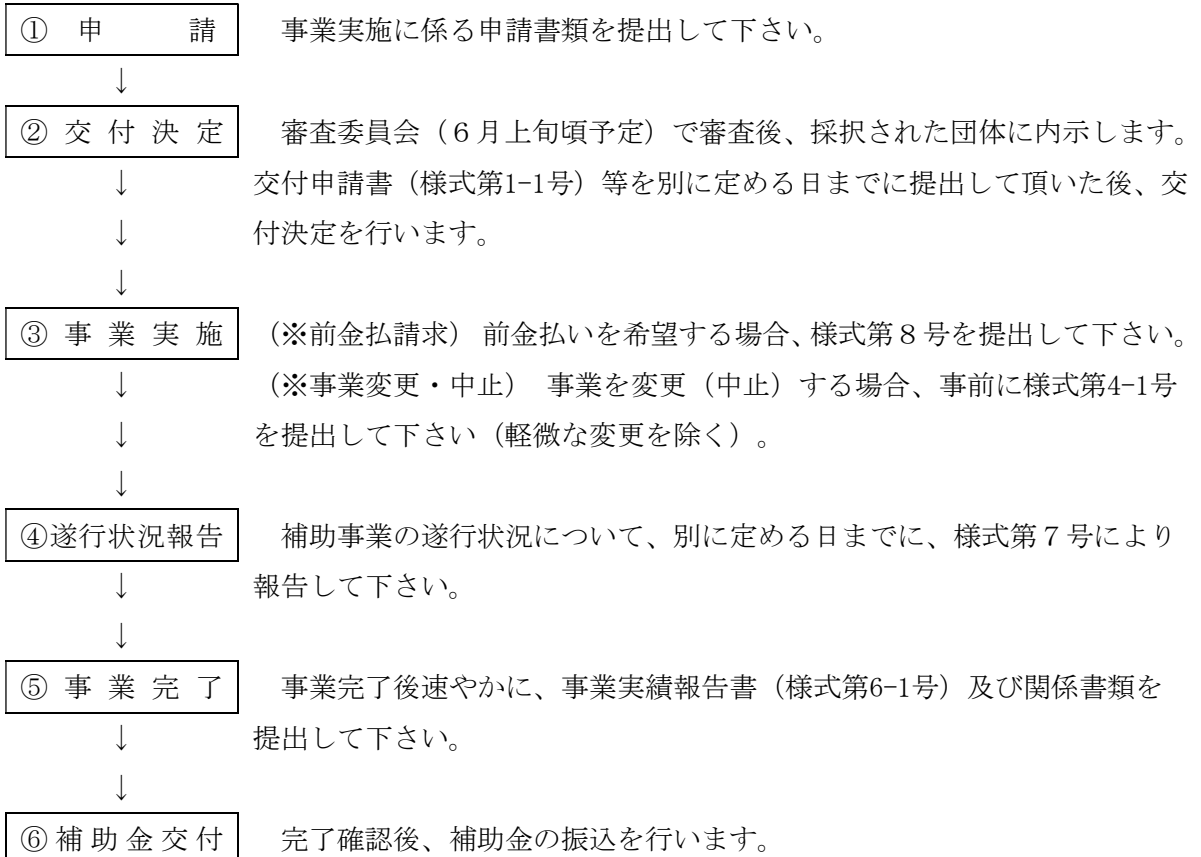 ① 申　　請　事業実施に係る申請書類を提出して下さい。
↓
② 交 付 決 定　審査委員会（６月上旬頃予定）で審査後、採択された団体に内示します。
↓　交付申請書（様式第1-1号）等を別に定める日までに提出して頂いた後、交
↓　付決定を行います。
↓
③ 事 業 実 施　（※前金払請求） 前金払いを希望する場合、様式第８号を提出して下さい。
↓　（※事業変更・中止）　事業を変更（中止）する場合、事前に様式第4-1号
↓　を提出して下さい（軽微な変更を除く）。
↓
④遂行状況報告　補助事業の遂行状況について、別に定める日までに、様式第７号により
↓　報告して下さい。
↓
⑤ 事 業 完 了　事業完了後速やかに、事業実績報告書（様式第6-1号）及び関係書類を
↓　提出して下さい。
↓
⑥補 助 金 交 付　完了確認後、補助金の振込を行います。